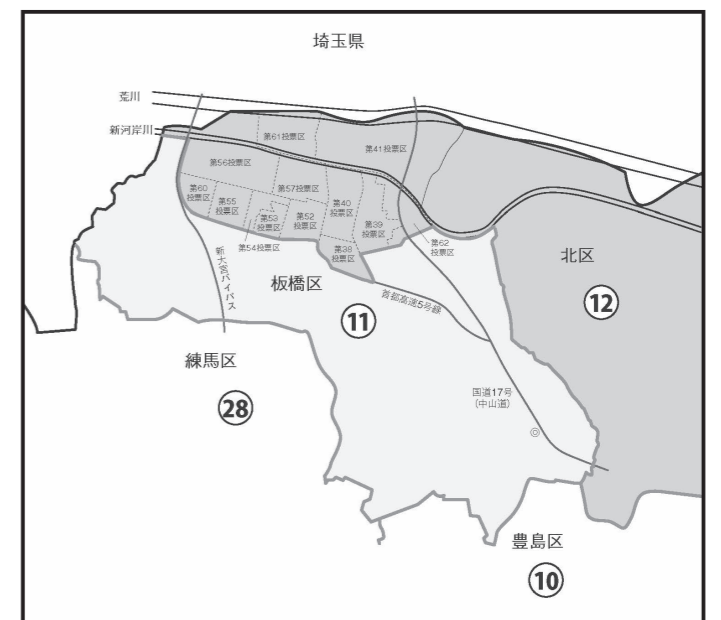 埼玉県
荒川
新河岸川
第61投票区
第41投票区
第56投票区
第57投票区
第60
投票区
第55
投票区
第53
投票区
第54投票区
第52
投票区
第40
投票区
第39
投票区
第38
投票区
第62
投票区
新大宮バイパス
板橋区
⑪
首都高速5号線
北区
⑫
練馬区
㉘
国道17号
(中山道)
◎
豊島区
⑩